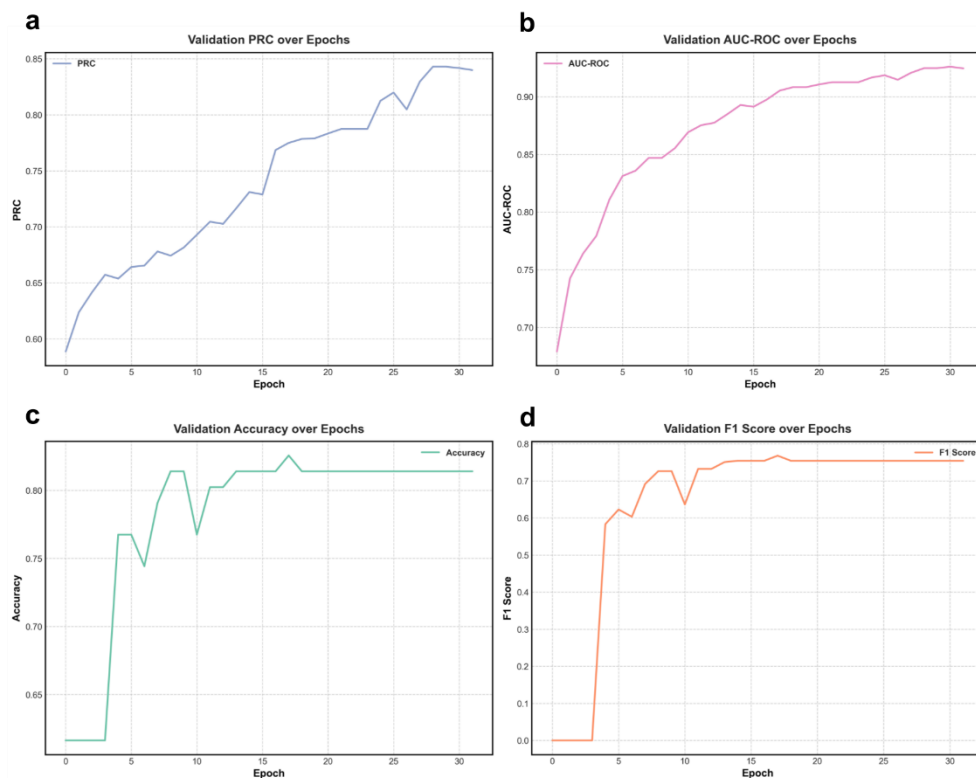 a
Validation PRC over Epochs
PRC
0.85
0.80
0.75
0.70
0.65
0.60
PRC
0 5 10 15 20 25 30
Epoch
b
Validation AUC-ROC over Epochs
AUC-ROC
0.90
0.85
0.80
0.75
0.70
AUC-ROC
0 5 10 15 20 25 30
Epoch
c
Validation Accuracy over Epochs
Accuracy
0.80
0.75
0.70
0.65
Accuracy
0 5 10 15 20 25 30
Epoch
d
Validation F1 Score over Epochs
F1 Score
0.8
0.7
0.6
0.5
0.4
0.3
0.2
0.1
0.0
F1 Score
0 5 10 15 20 25 30
Epoch